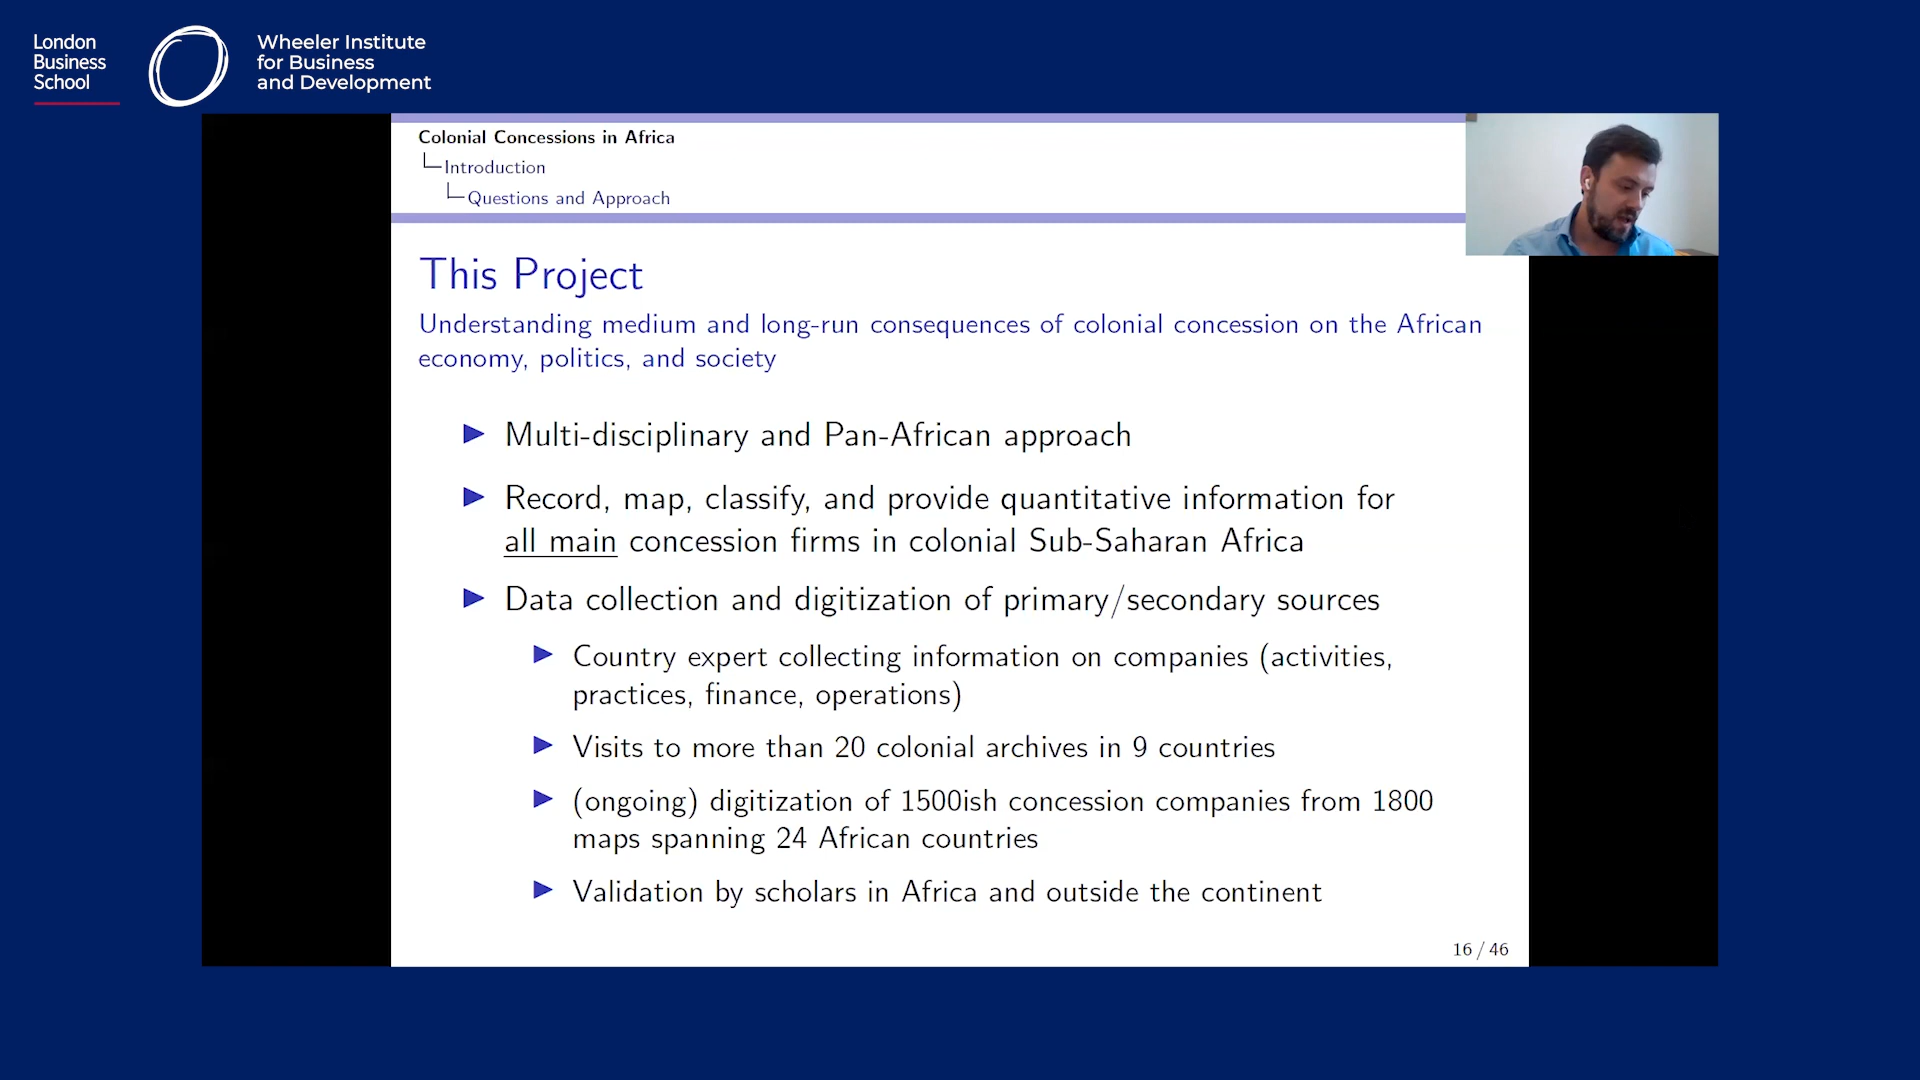 London
Business
School
Wheeler Institute
for Business
and Development
Colonial Concessions in Africa
Introduction
Questions and Approach
This Project
Understanding medium and long-run consequences of colonial concession on the African
economy, politics, and society
Multi-disciplinary and Pan-African approach
Record, map, classify, and provide quantitative information for
all main concession firms in colonial Sub-Saharan Africa
Data collection and digitization of primary/secondary sources
Country expert collecting information on companies (activities,
practices, finance, operations)
Visits to more than 20 colonial archives in 9 countries
(ongoing) digitization of 1500ish concession companies from 1800
maps spanning 24 African countries
Validation by scholars in Africa and outside the continent
16 / 46